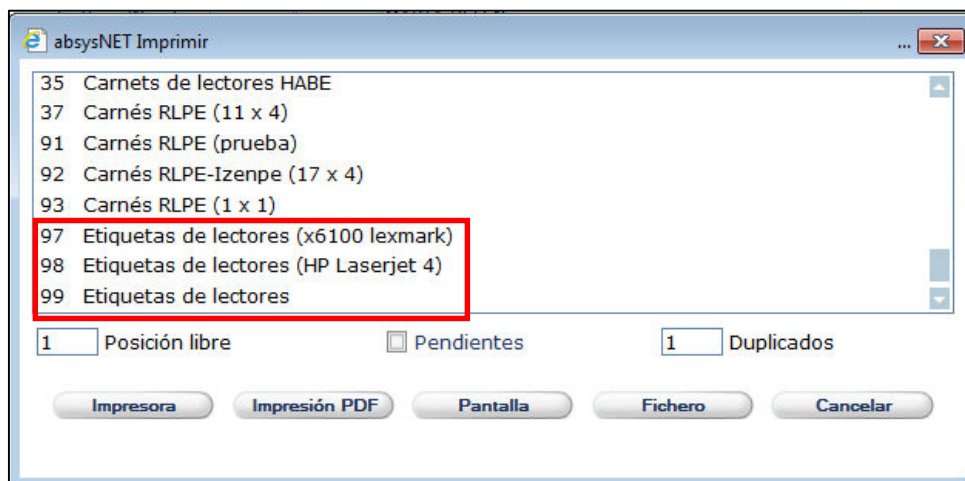 absysNET Imprimir ...
35 Carnets de lectores HABE
37 Carnés RLPE (11 x 4)
91 Carnés RLPE (prueba)
92 Carnés RLPE-Izenpe (17 x 4)
93 Carnés RLPE (1 x 1)
97 Etiquetas de lectores (x6100 lexmark)
98 Etiquetas de lectores (HP Laserjet 4)
99 Etiquetas de lectores
1 Posición libre Pendientes 1 Duplicados
Impresora Impresión PDF Pantalla Fichero Cancelar